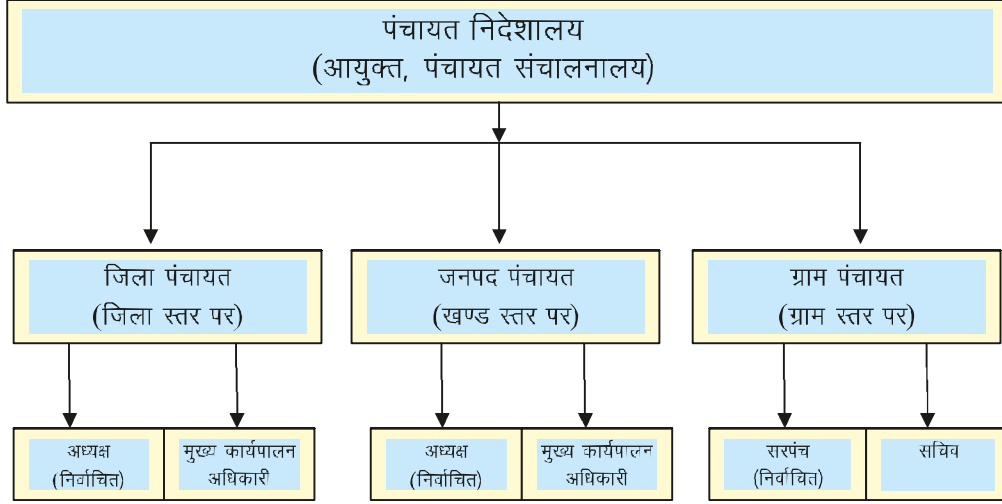 पंचायत निदेशालय
(आयुक्त, पंचायत संचालनालय)
जिला पंचायत
(जिला स्तर पर)
जनपद पंचायत
(खण्ड स्तर पर)
ग्राम पंचायत
(ग्राम स्तर पर)
अध्यक्ष
(निर्वाचित)
मुख्य कार्यपालन
अधिकारी
अध्यक्ष
(निर्वाचित)
मुख्य कार्यपालन
अधिकारी
सरपंच
(निर्वाचित)
सचिव